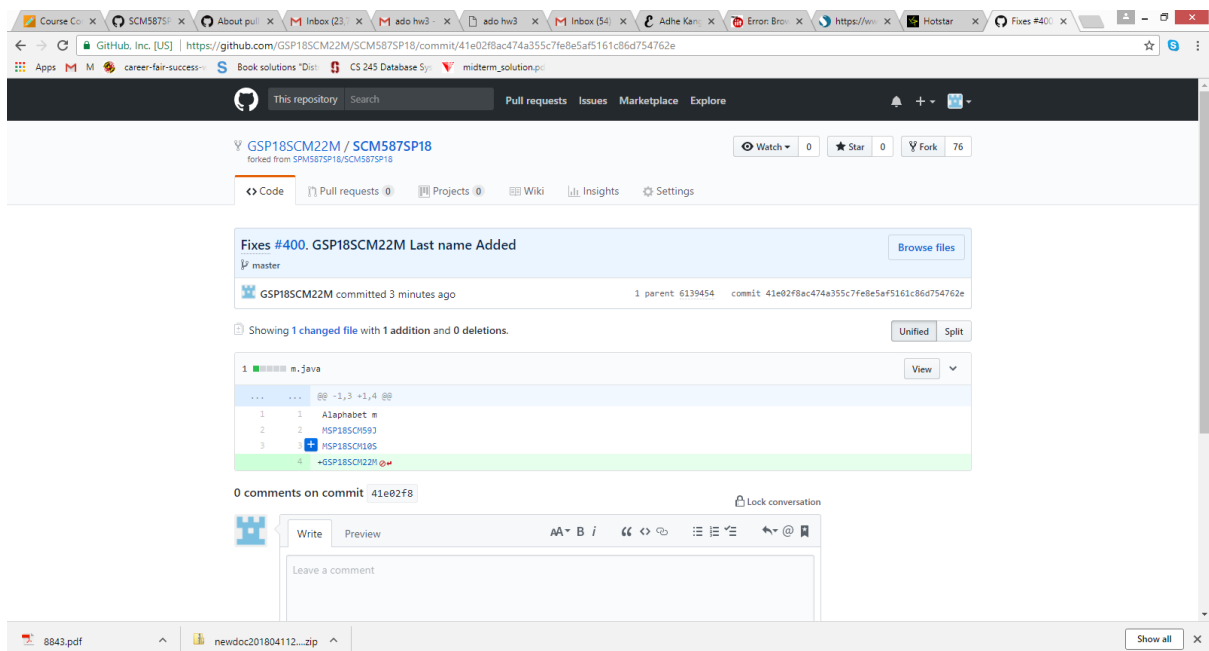 Course Co
SCM587SP
About pull
Inbox (23,7
ado hw3 -
ado hw3
Inbox (54)
Adhe Kang
Error: Brow
https://ww
Hotstar
Fixes #400
GitHub, Inc. [US]
https://github.com/GSP18SCM22M/SCM587SP18/commit/41e02f8ac474a355c7fe8e5af5161c86d754762e
Apps
M
career-fair-success-
Book solutions "Dist
CS 245 Database Sys
midterm_solution.pd
This repository
Search
Pull requests
Issues
Marketplace
Explore
GSP18SCM22M / SCM587SP18
forked from SPM587SP18/SCM587SP18
Watch
0
Star
0
Fork
76
Code
Pull requests 0
Projects 0
Wiki
Insights
Settings
Fixes #400. GSP18SCM22M Last name Added
Browse files
master
GSP18SCM22M committed 3 minutes ago
1 parent 6139454
commit 41e02f8ac474a355c7fe8e5af5161c86d754762e
Showing 1 changed file with 1 addition and 0 deletions.
Unified
Split
1
m.java
View
... ... @@ -1,3 +1,4 @@
1 1 Alaphabet m
2 2 MSP18SCM59J
3 3 MSP18SCM10S
4 +GSP18SCM22M
0 comments on commit 41e02f8
Lock conversation
Write
Preview
AA B i
Leave a comment
8843.pdf
newdoc201804112....zip
Show all